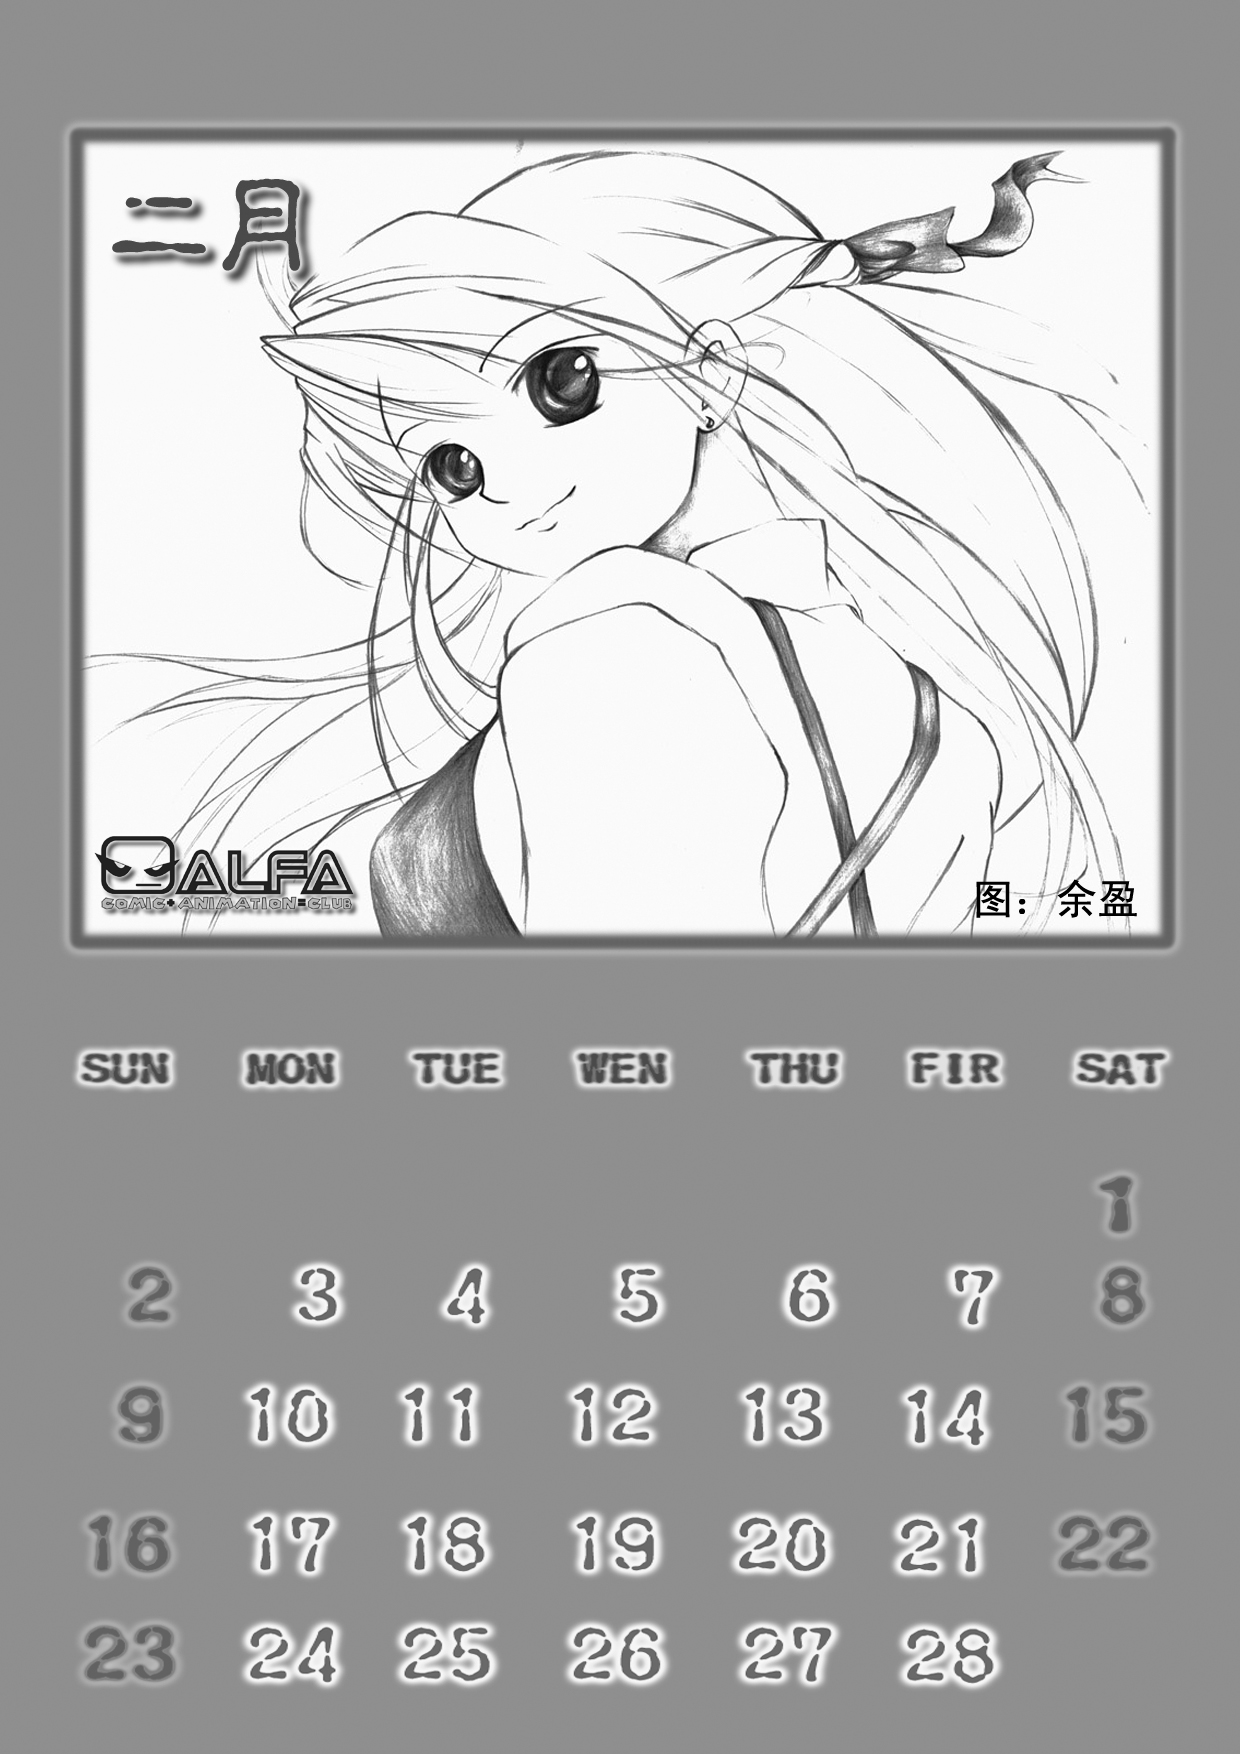 二月
ALFA
COMIC+ANIMATION=CLUB
图：余盈
SUN MON TUE WEN THU FIR SAT
1
2 3 4 5 6 7 8
9 10 11 12 13 14 15
16 17 18 19 20 21 22
23 24 25 26 27 28